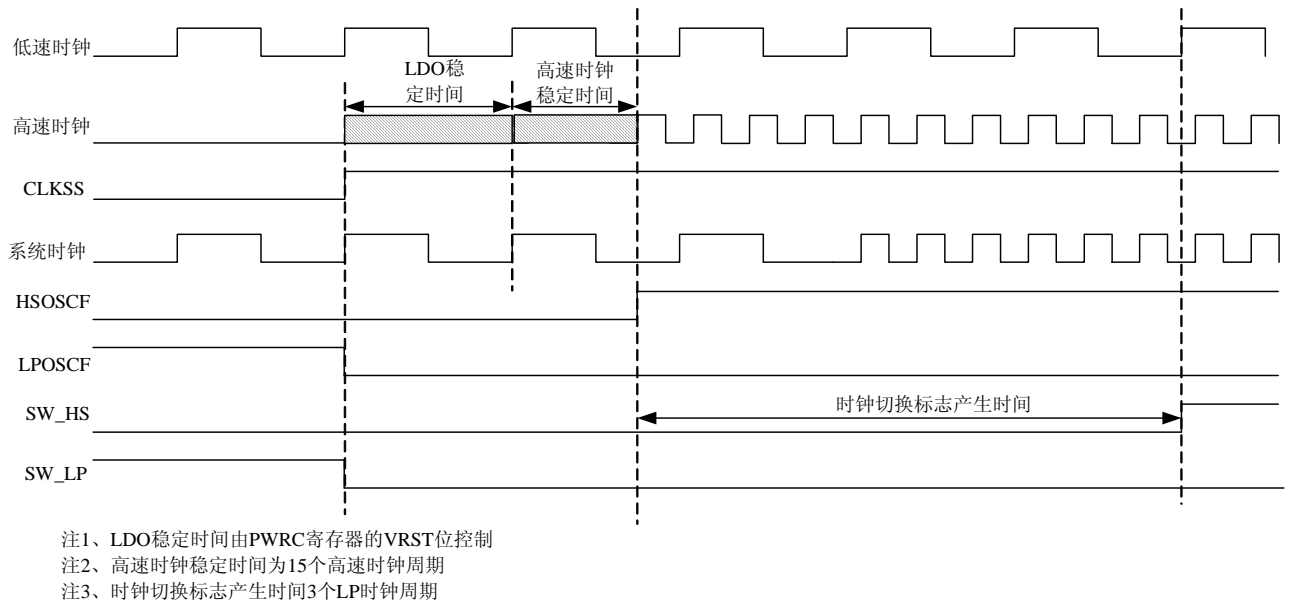 低速时钟
LDO稳
定时间
高速时钟
稳定时间
高速时钟
CLKSS
系统时钟
HSOSCF
LPOSCF
SW_HS
时钟切换标志产生时间
SW_LP
注1、LDO稳定时间由PWRC寄存器的VRST位控制
注2、高速时钟稳定时间为15个高速时钟周期
注3、时钟切换标志产生时间3个LP时钟周期